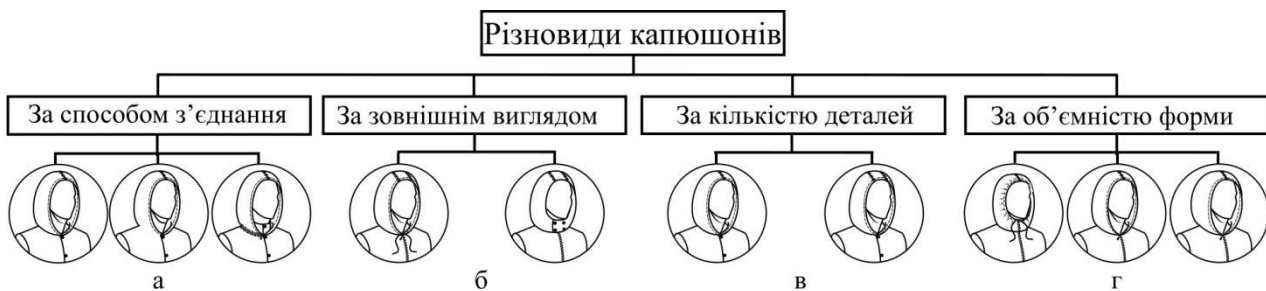 Різновиди капюшонів
За способом з’єднання
За зовнішнім виглядом
За кількістю деталей
За об’ємністю форми
а
б
в
г